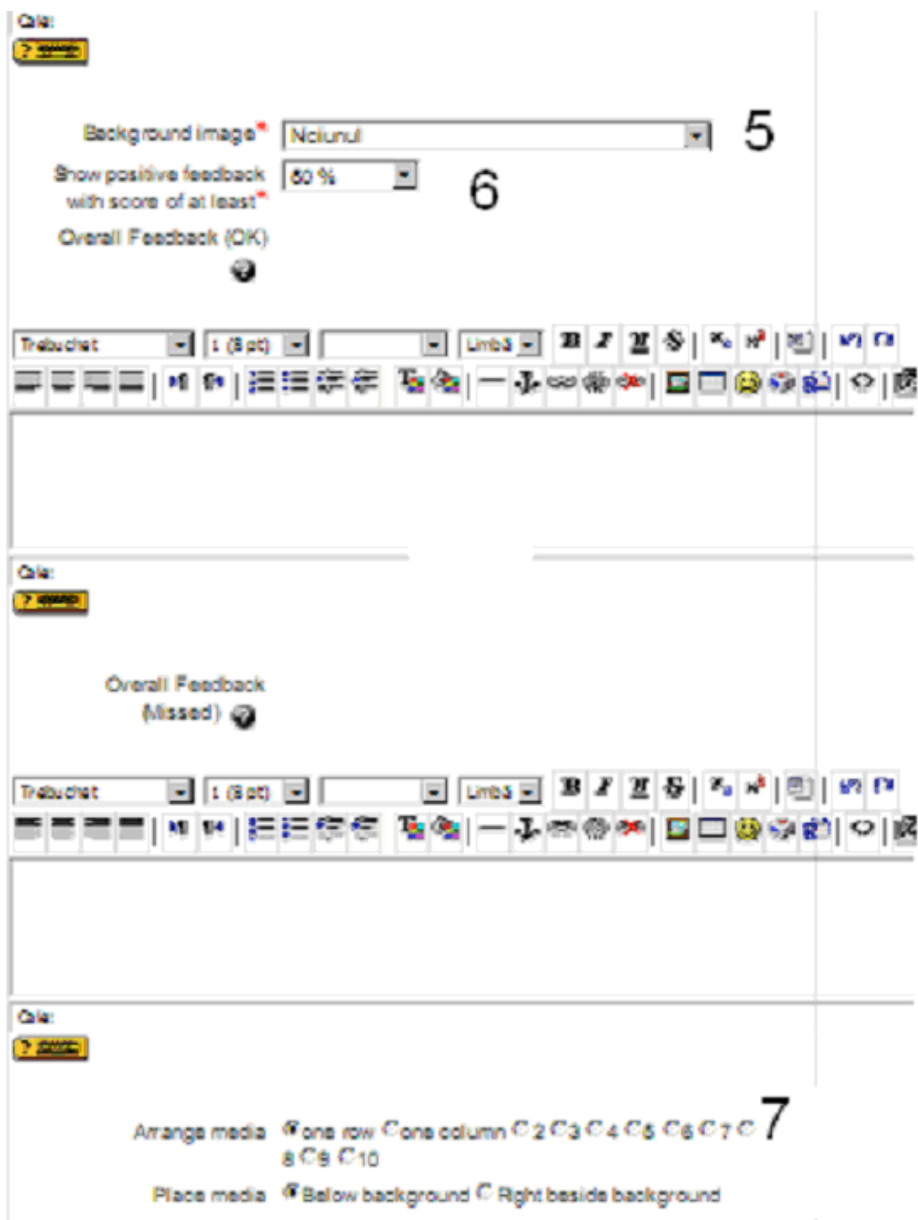 Cale:
Background image* Niciunul 5
Show positive feedback
with score of at least* 50 % 6
Overall Feedback (OK)
Trebuchet 1 (8 pt) Limbă B I U S
Cale:
Overall Feedback
(Missed)
Trebuchet 1 (8 pt) Limbă B I U S
Cale:
Arrange media one row one column 2 3 4 5 6 7 7
8 9 10
Place media Below background Right beside background